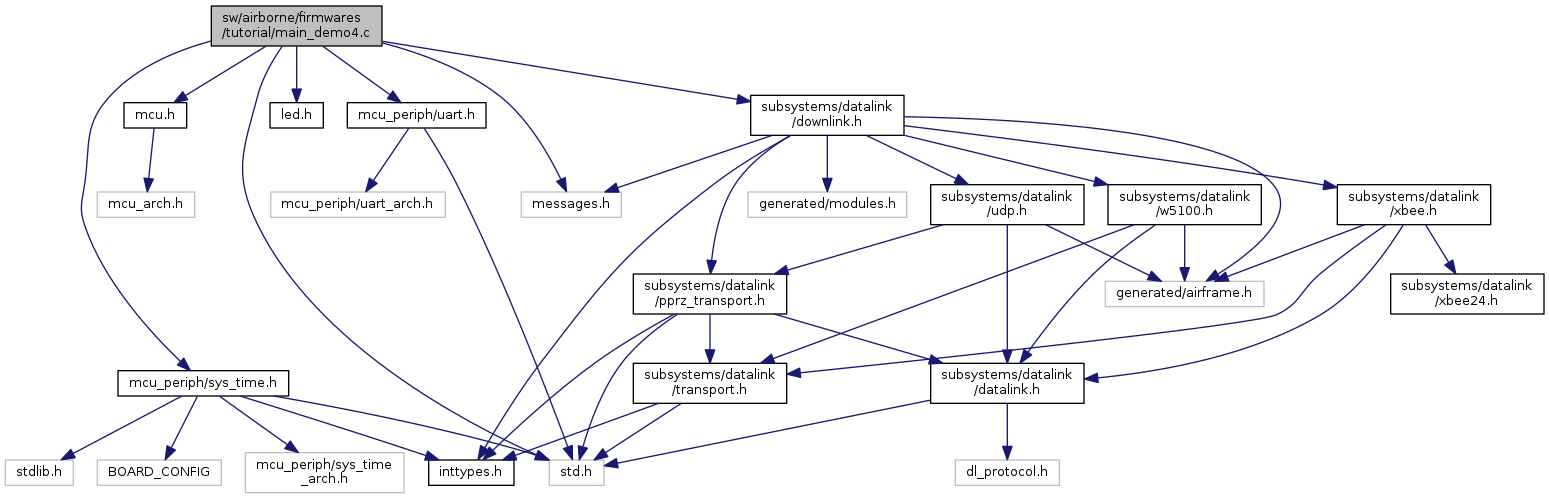 sw/airborne/firmwares
/tutorial/main_demo4.c
mcu.h
led.h
mcu_periph/uart.h
subsystems/datalink
/downlink.h
mcu_arch.h
mcu_periph/uart_arch.h
messages.h
generated/modules.h
subsystems/datalink
/udp.h
subsystems/datalink
/w5100.h
subsystems/datalink
/xbee.h
subsystems/datalink
/pprz_transport.h
generated/airframe.h
subsystems/datalink
/xbee24.h
mcu_periph/sys_time.h
subsystems/datalink
/transport.h
subsystems/datalink
/datalink.h
stdlib.h
BOARD_CONFIG
mcu_periph/sys_time
_arch.h
inttypes.h
std.h
dl_protocol.h